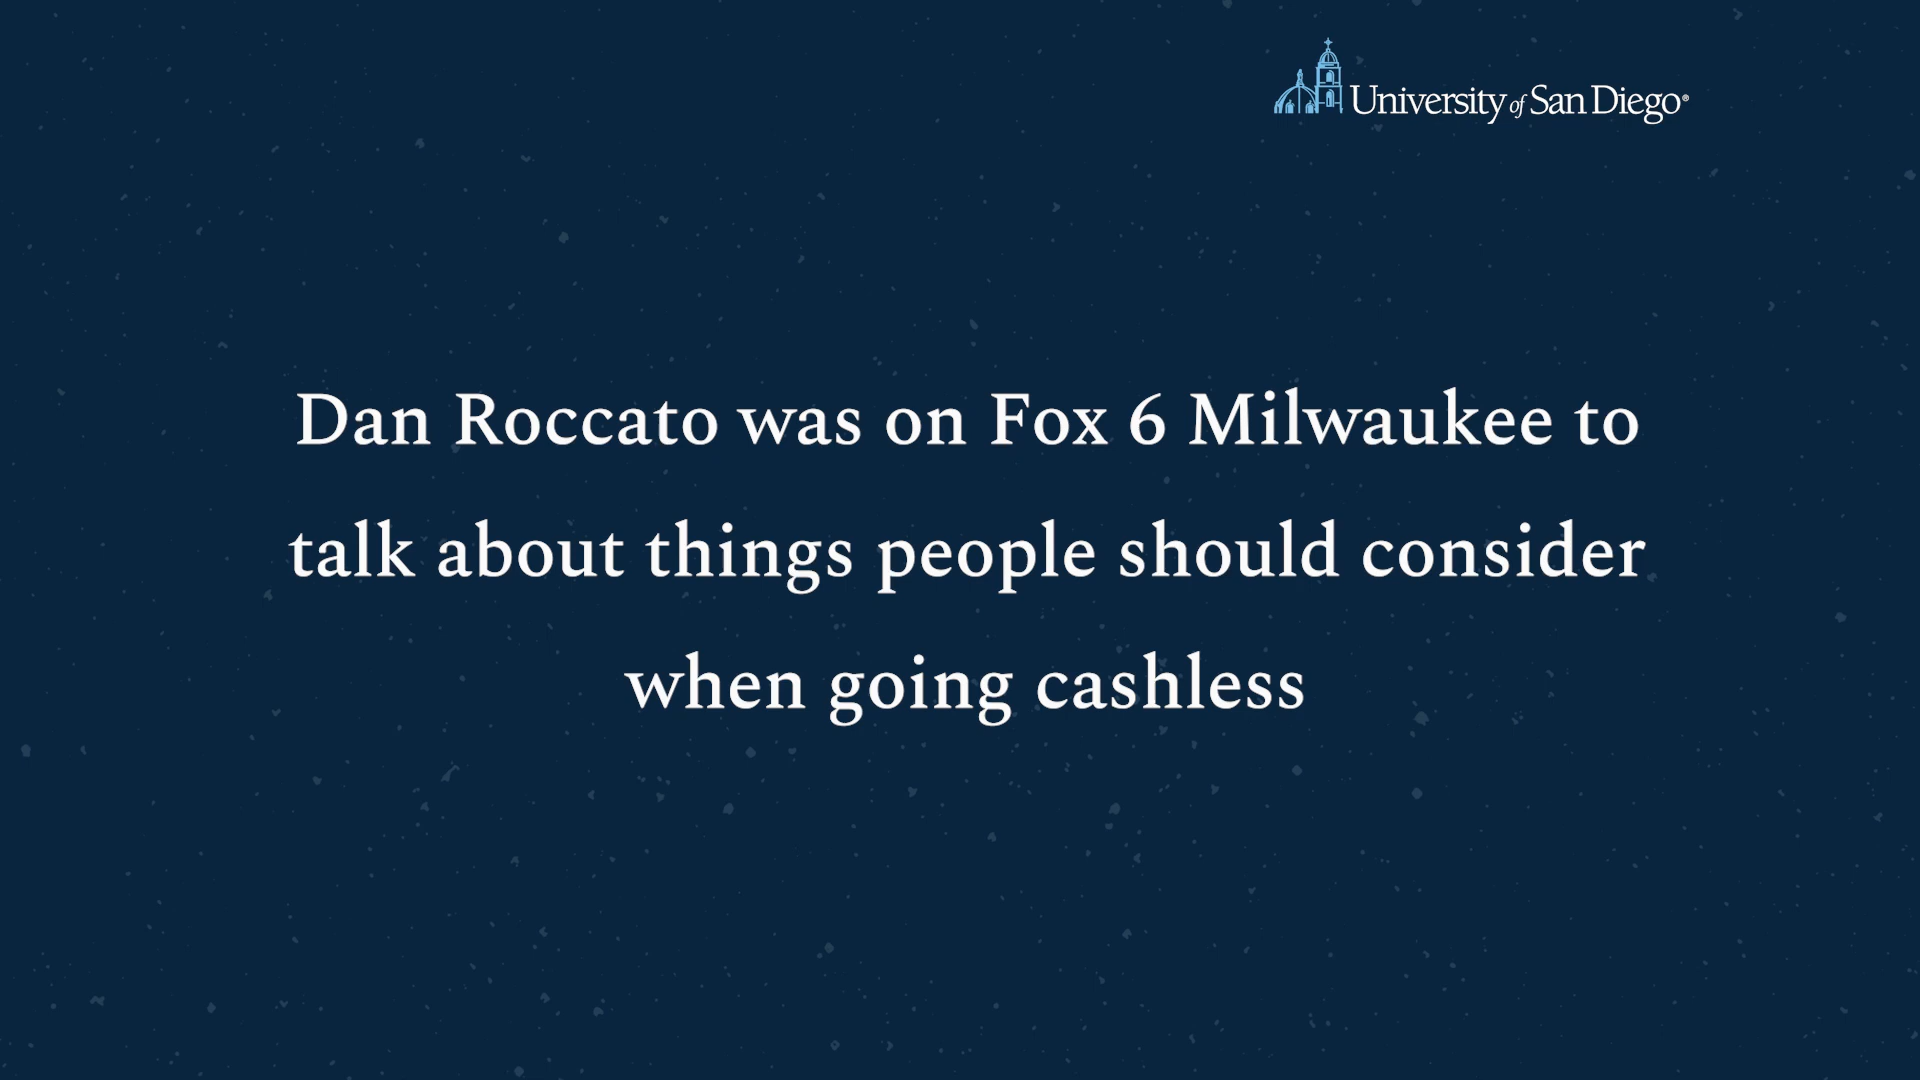 University of San Diego®
Dan Roccato was on Fox 6 Milwaukee to
talk about things people should consider
when going cashless